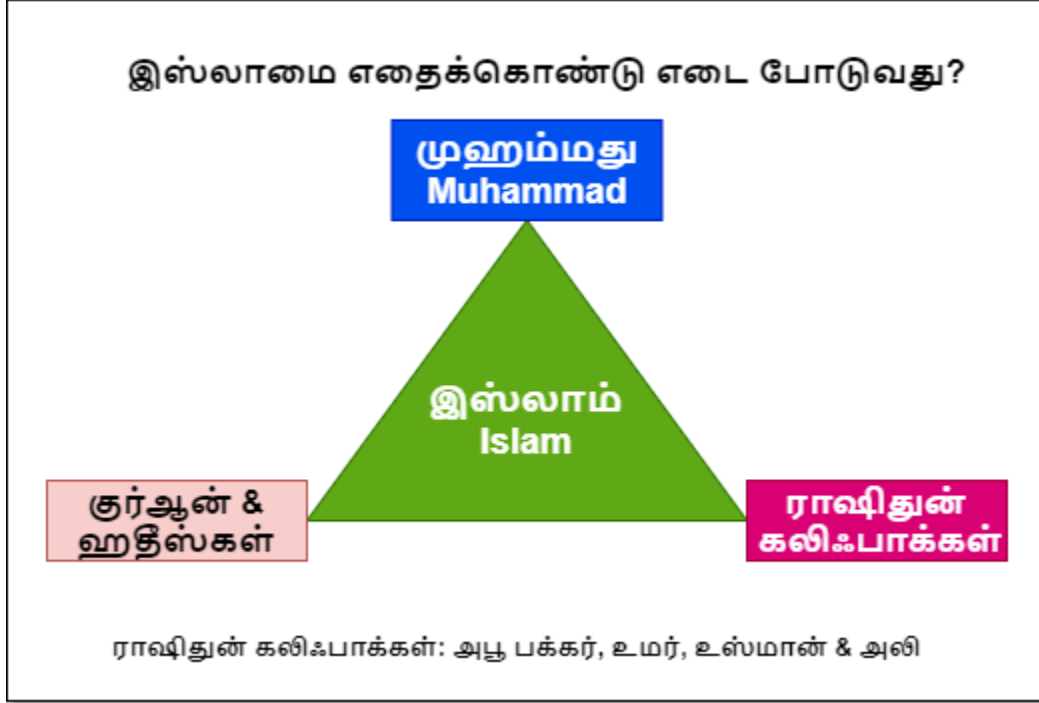 இஸ்லாமை எதைக்கொண்டு எடை போடுவது?
முஹம்மது
Muhammad
இஸ்லாம்
Islam
குர்ஆன் &
ஹதீஸ்கள்
ராஷிதுன்
கலிஃபாக்கள்
ராஷிதுன் கலிஃபாக்கள்: அபூ பக்கர், உமர், உஸ்மான் & அலி